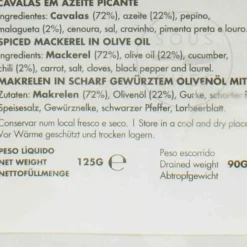 CAVALAS EM AZEITE PICANTE
Ingredientes: Cavalas (72%), azeite (22%), pepino,
malagueta (2%), cenoura, sal, cravinho, pimenta preta e louro.
SPICED MACKEREL IN OLIVE OIL
Ingredients: Mackerel (72%), olive oil (22%), cucumber,
chili (2%), carrot, salt, cloves, black pepper and laurel.
MAKRELEN IN SCHARF GEWÜRZTEM OLIVENÖL MIT
Zutaten: Makrelen (72%), Olivenöl (22%), Gurke, scharfer
Speisesalz, Gewürznelke, schwarzer Pfeffer, Lorbeerblatt.
Conservar num local fresco e seco. | Store in a cool and dry place
Vor Wärme geschützt und trocken lagern.
PESO LÍQUIDO
NET WEIGHT 125G e
NETTOFÜLLMENGE
Peso escorrido
Drained weight 90G
Abtropfgewicht